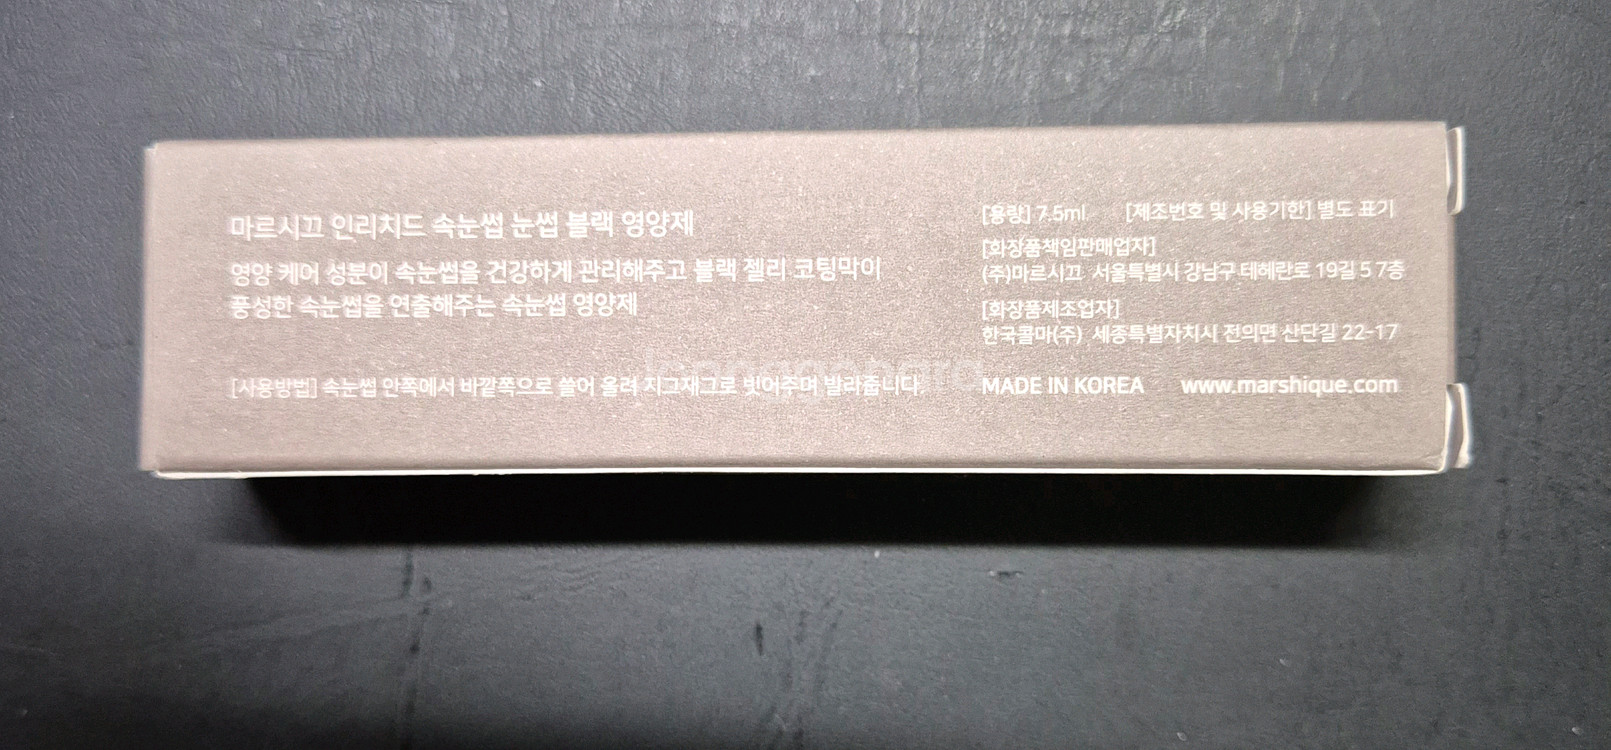 마르시끄 인리치드 속눈썹 눈썹 블랙 영양제
영양 케어 성분이 속눈썹을 건강하게 관리해주고 블랙 젤리 코팅막이
풍성한 속눈썹을 연출해주는 속눈썹 영양제
[사용방법] 속눈썹 안쪽에서 바깥쪽으로 쓸어 올려 지그재그로 빗어주며 발라줍니다.
[용량] 7.5ml [제조번호 및 사용기한] 별도 표기
[화장품책임판매업자]
(주)마르시끄 서울특별시 강남구 테헤란로 19길 5 7층
[화장품제조업자]
한국콜마(주) 세종특별자치시 전의면 산단길 22-17
MADE IN KOREA www.marshique.com